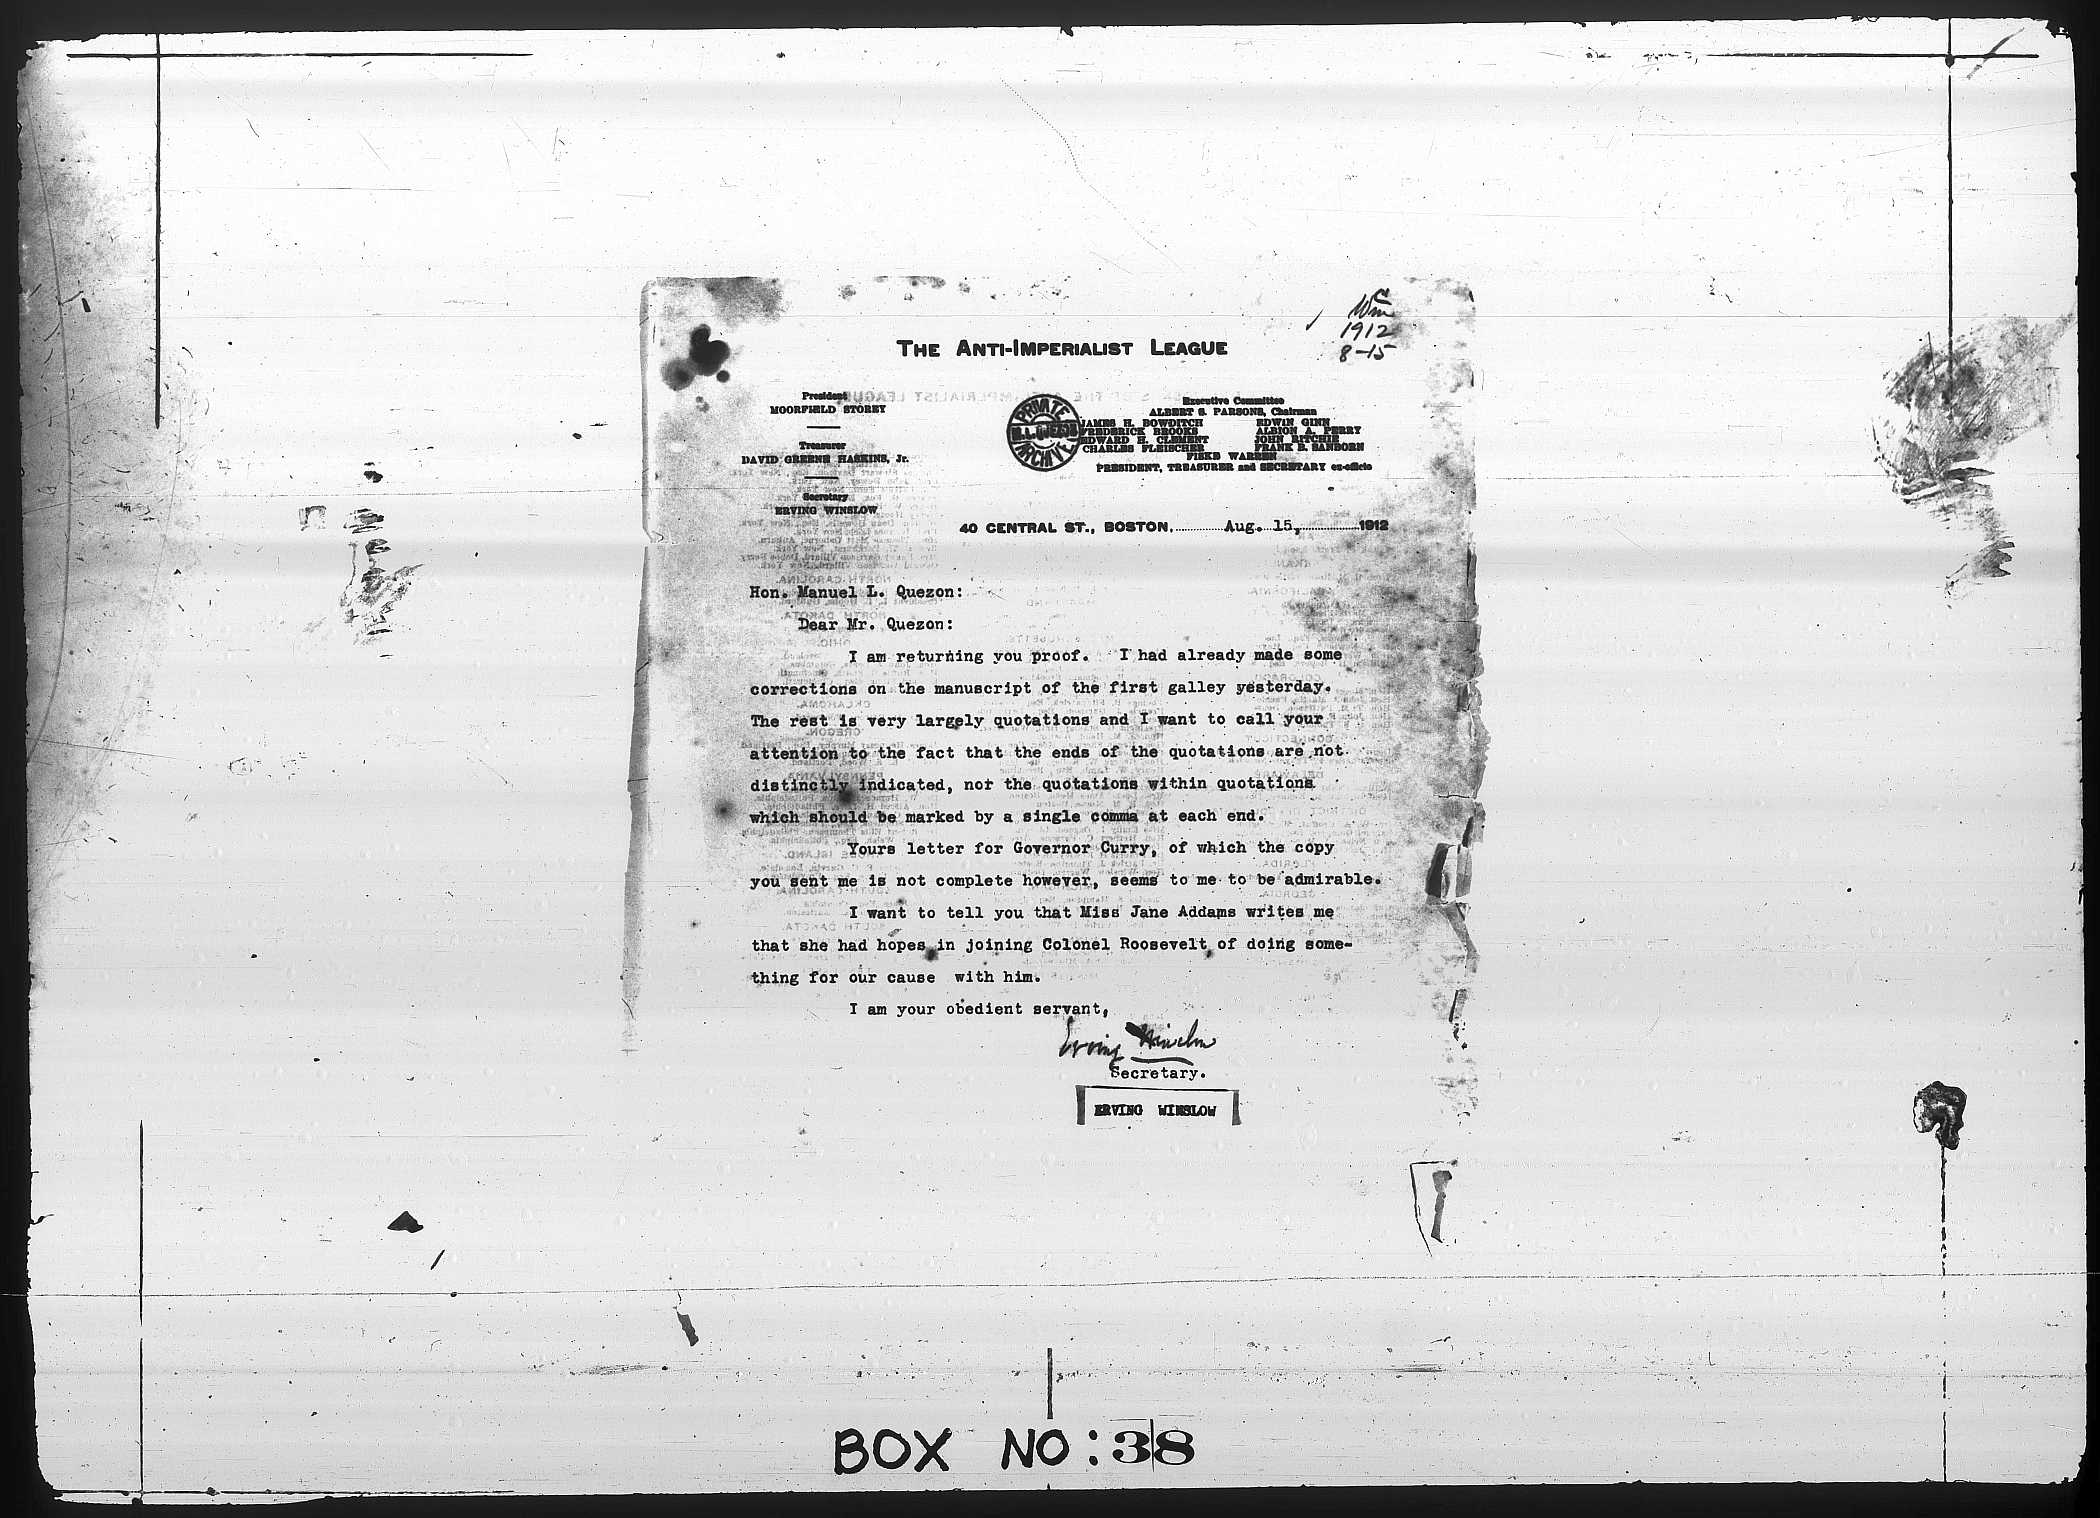 Wm
1912
8-15
THE ANTI-IMPERIALIST LEAGUE
President
MOORFIELD STOREY
Treasurer
DAVID GREENE HASKINS, Jr.
Secretary
ERVING WINSLOW
PRIVATE
M.L. QUEZON
ARCHIVE
Executive Committee
ALBERT S. PARSONS, Chairman
JAMES H. BOWDITCH EDWIN GINN
FREDERICK BROOKS ALBION A. PERRY
EDWARD H. CLEMENT JOHN RITCHIE
CHARLES FLEISCHER FRANK B. SANBORN
FISKE WARREN
PRESIDENT, TREASURER and SECRETARY ex-officio
40 CENTRAL ST., BOSTON, Aug. 15, 1912
Hon. Manuel L. Quezon:
Dear Mr. Quezon:
I am returning you proof. I had already made some
corrections on the manuscript of the first galley yesterday.
The rest is very largely quotations and I want to call your
attention to the fact that the ends of the quotations are not
distinctly indicated, nor the quotations within quotations
which should be marked by a single comma at each end.
Yours letter for Governor Curry, of which the copy
you sent me is not complete however, seems to me to be admirable.
I want to tell you that Miss Jane Addams writes me
that she had hopes in joining Colonel Roosevelt of doing some-
thing for our cause with him.
I am your obedient servant,
Erving Winslow
Secretary.
ERVING WINSLOW
BOX NO: 38